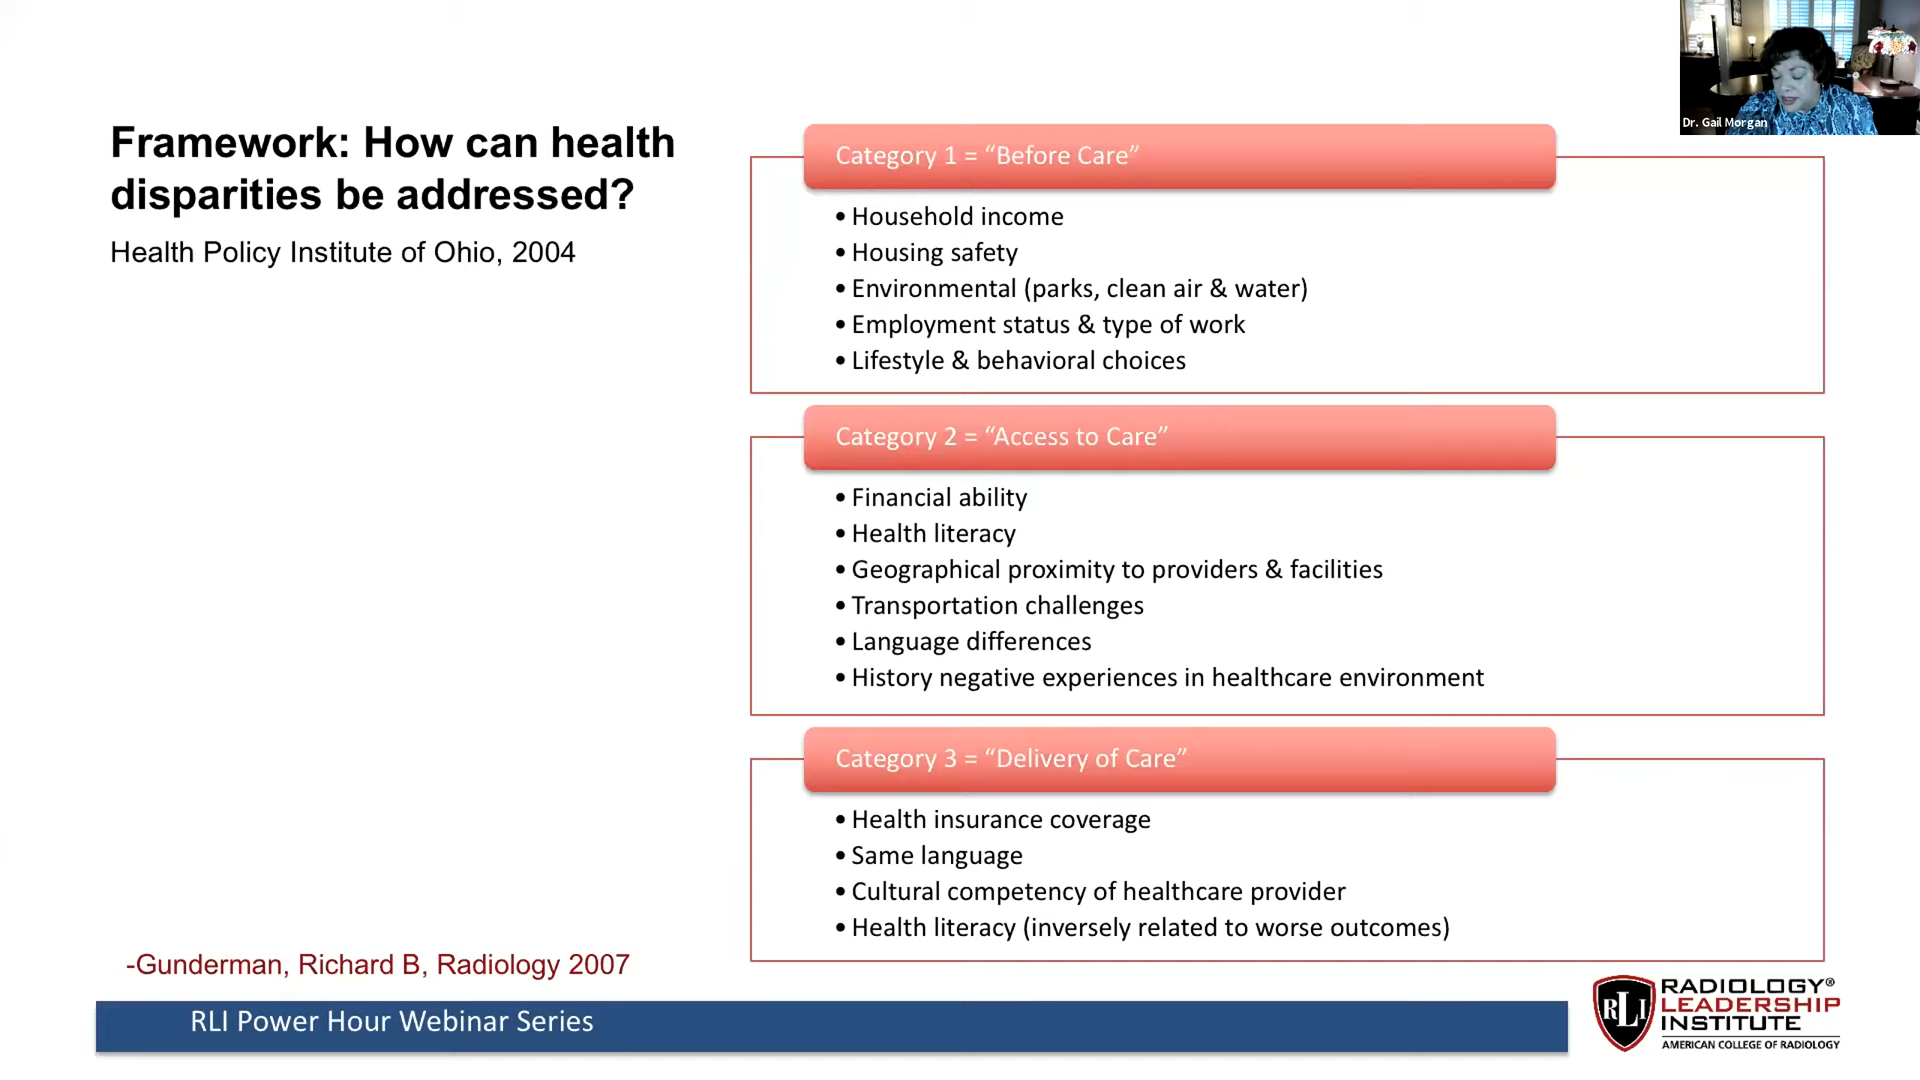 Dr. Gail Morgan
Framework: How can health
disparities be addressed?
Health Policy Institute of Ohio, 2004
Category 1 = “Before Care”
• Household income
• Housing safety
• Environmental (parks, clean air & water)
• Employment status & type of work
• Lifestyle & behavioral choices
Category 2 = “Access to Care”
• Financial ability
• Health literacy
• Geographical proximity to providers & facilities
• Transportation challenges
• Language differences
• History negative experiences in healthcare environment
Category 3 = “Delivery of Care”
• Health insurance coverage
• Same language
• Cultural competency of healthcare provider
• Health literacy (inversely related to worse outcomes)
-Gunderman, Richard B, Radiology 2007
RLI Power Hour Webinar Series
RLI
RADIOLOGY®
LEADERSHIP
INSTITUTE
AMERICAN COLLEGE OF RADIOLOGY